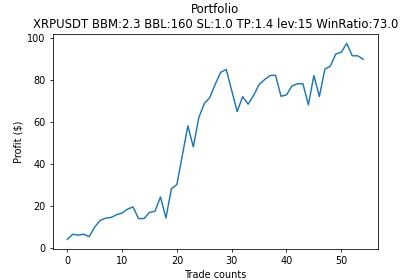 Portfolio
XRPUSDT BBM:2.3 BBL:160 SL:1.0 TP:1.4 lev:15 WinRatio:73.0
100
80
60
40
20
0
Profit ($)
0 10 20 30 40 50
Trade counts